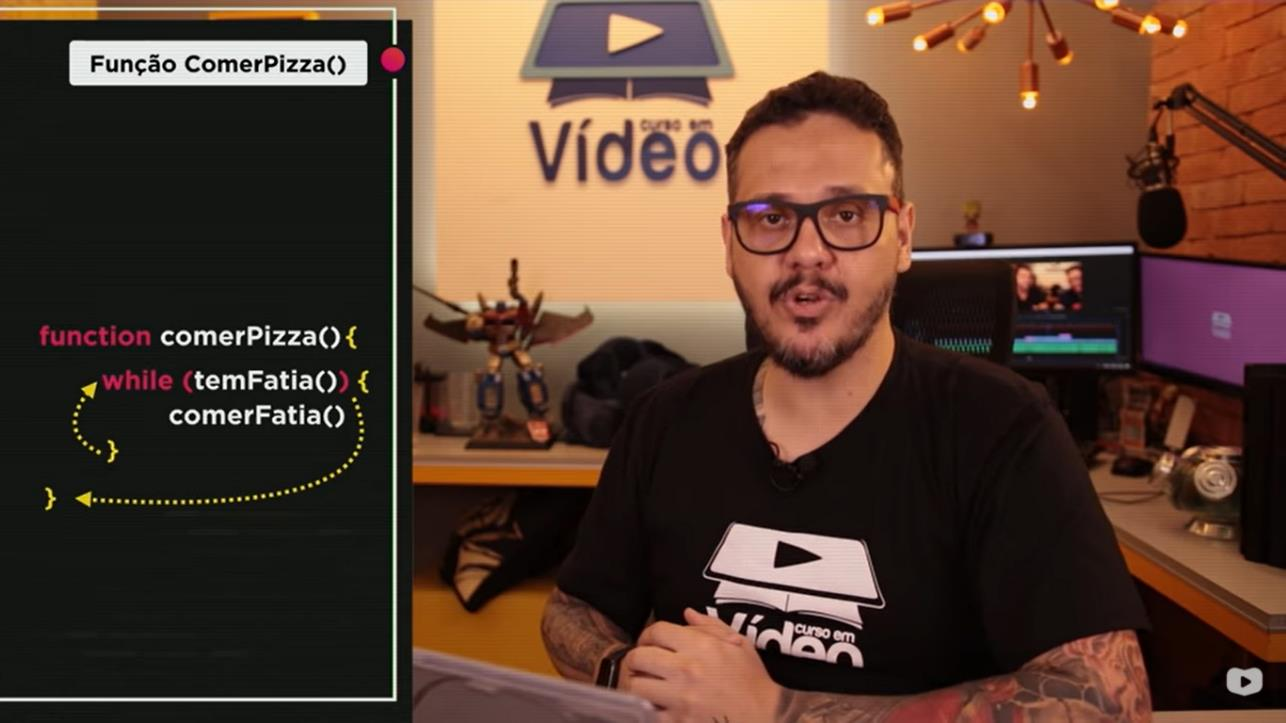 Função ComerPizza()
function comerPizza(){
while (temFatia()) {
comerFatia()
}
}
curso em
Vídeo
curso em
Vídeo